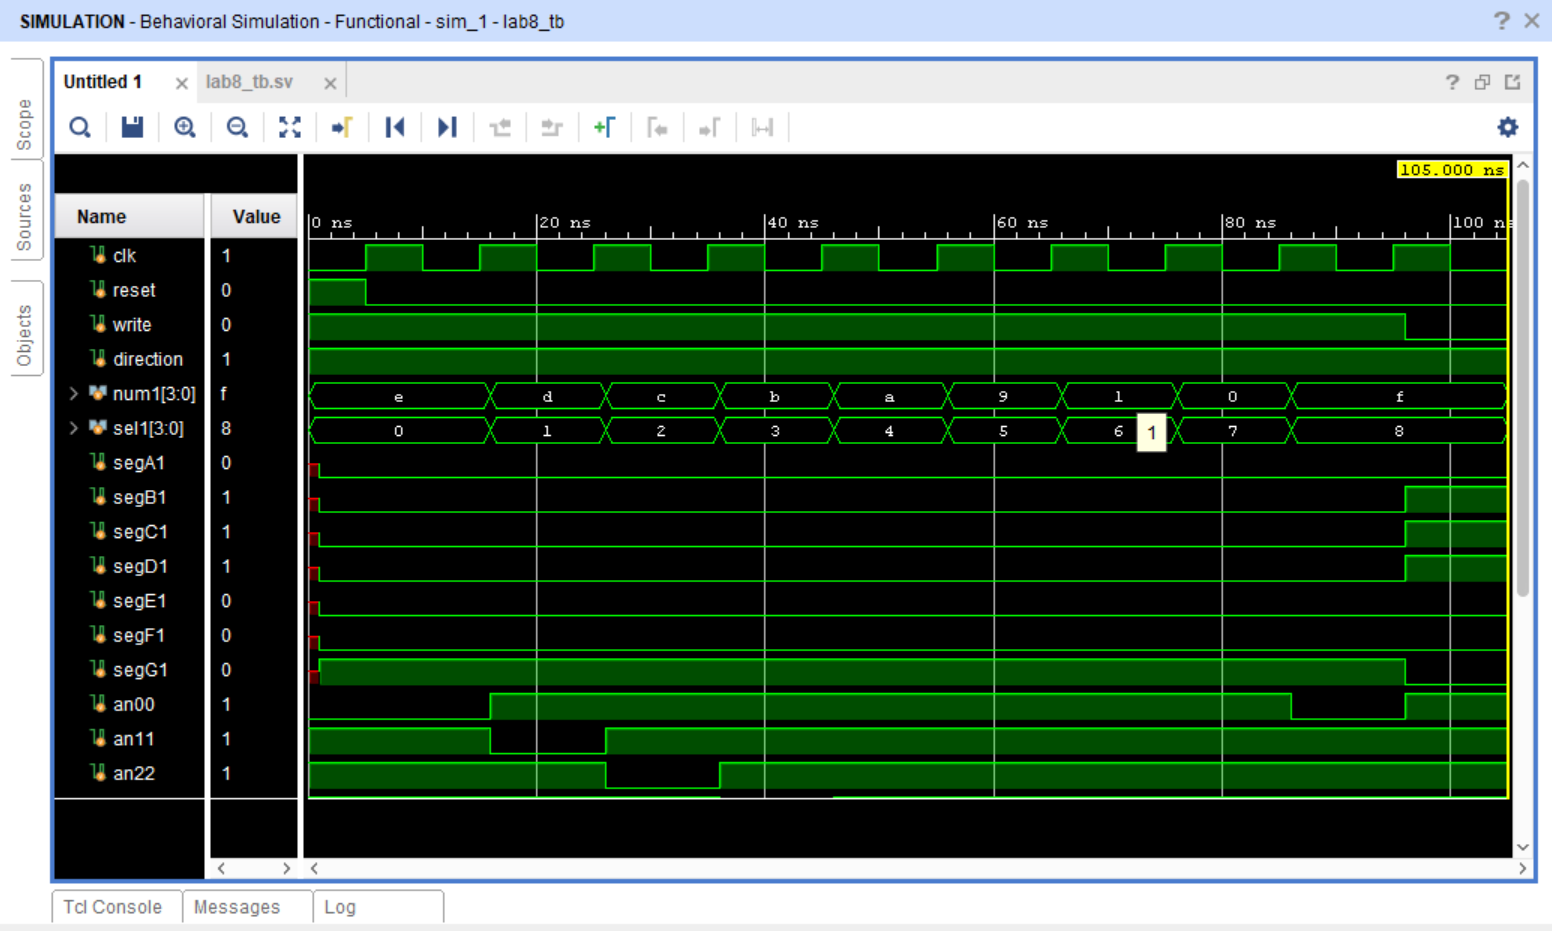 SIMULATION - Behavioral Simulation - Functional - sim_1 - lab8_tb
Scope
Sources
Objects
Untitled 1
lab8_tb.sv
105.000 ns
Name Value
0 ns 20 ns 40 ns 60 ns 80 ns 100 n
clk 1
reset 0
write 0
direction 1
num1[3:0] f e d c b a 9 1 0 f
sel1[3:0] 8 0 1 2 3 4 5 6 7 8
1
segA1 0
segB1 1
segC1 1
segD1 1
segE1 0
segF1 0
segG1 0
an00 1
an11 1
an22 1
Tcl Console Messages Log